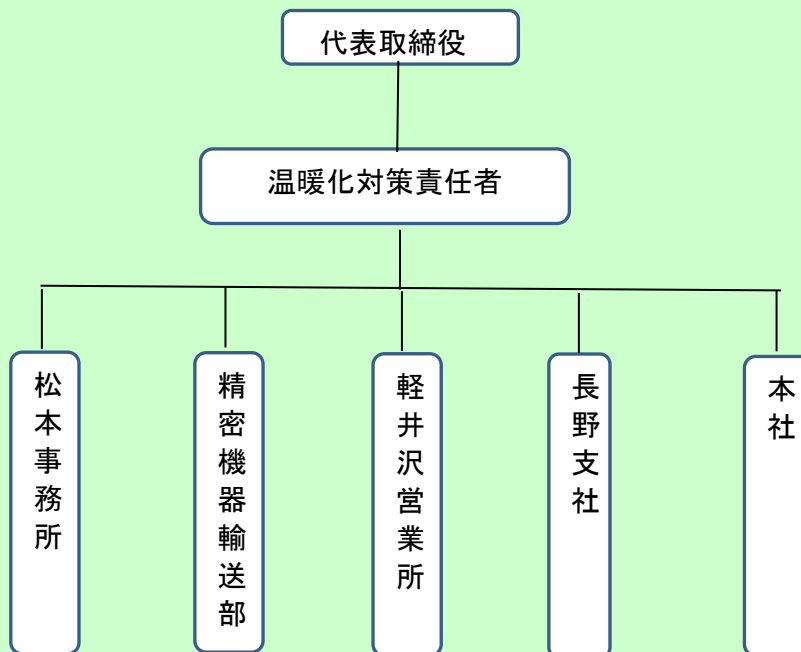 代表取締役
温暖化対策責任者
松本事務所
精密機器輸送部
軽井沢営業所
長野支社
本社